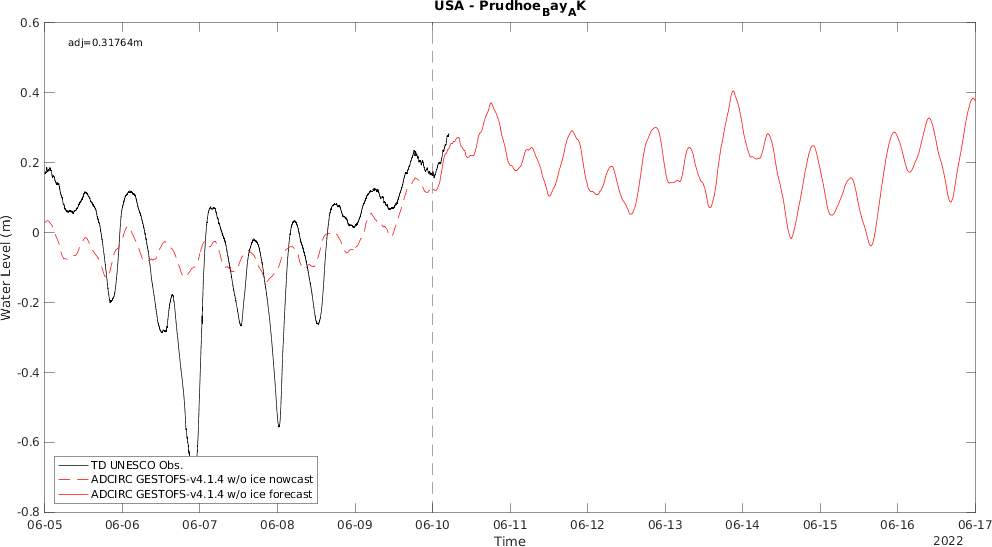 USA - PrudhoeBayAK
adj=0.31764m
0.6
0.4
0.2
0
-0.2
-0.4
-0.6
-0.8
Water Level (m)
TD UNESCO Obs.
ADCIRC GESTOFS-v4.1.4 w/o ice nowcast
ADCIRC GESTOFS-v4.1.4 w/o ice forecast
06-05 06-06 06-07 06-08 06-09 06-10 06-11 06-12 06-13 06-14 06-15 06-16 06-17
Time
2022